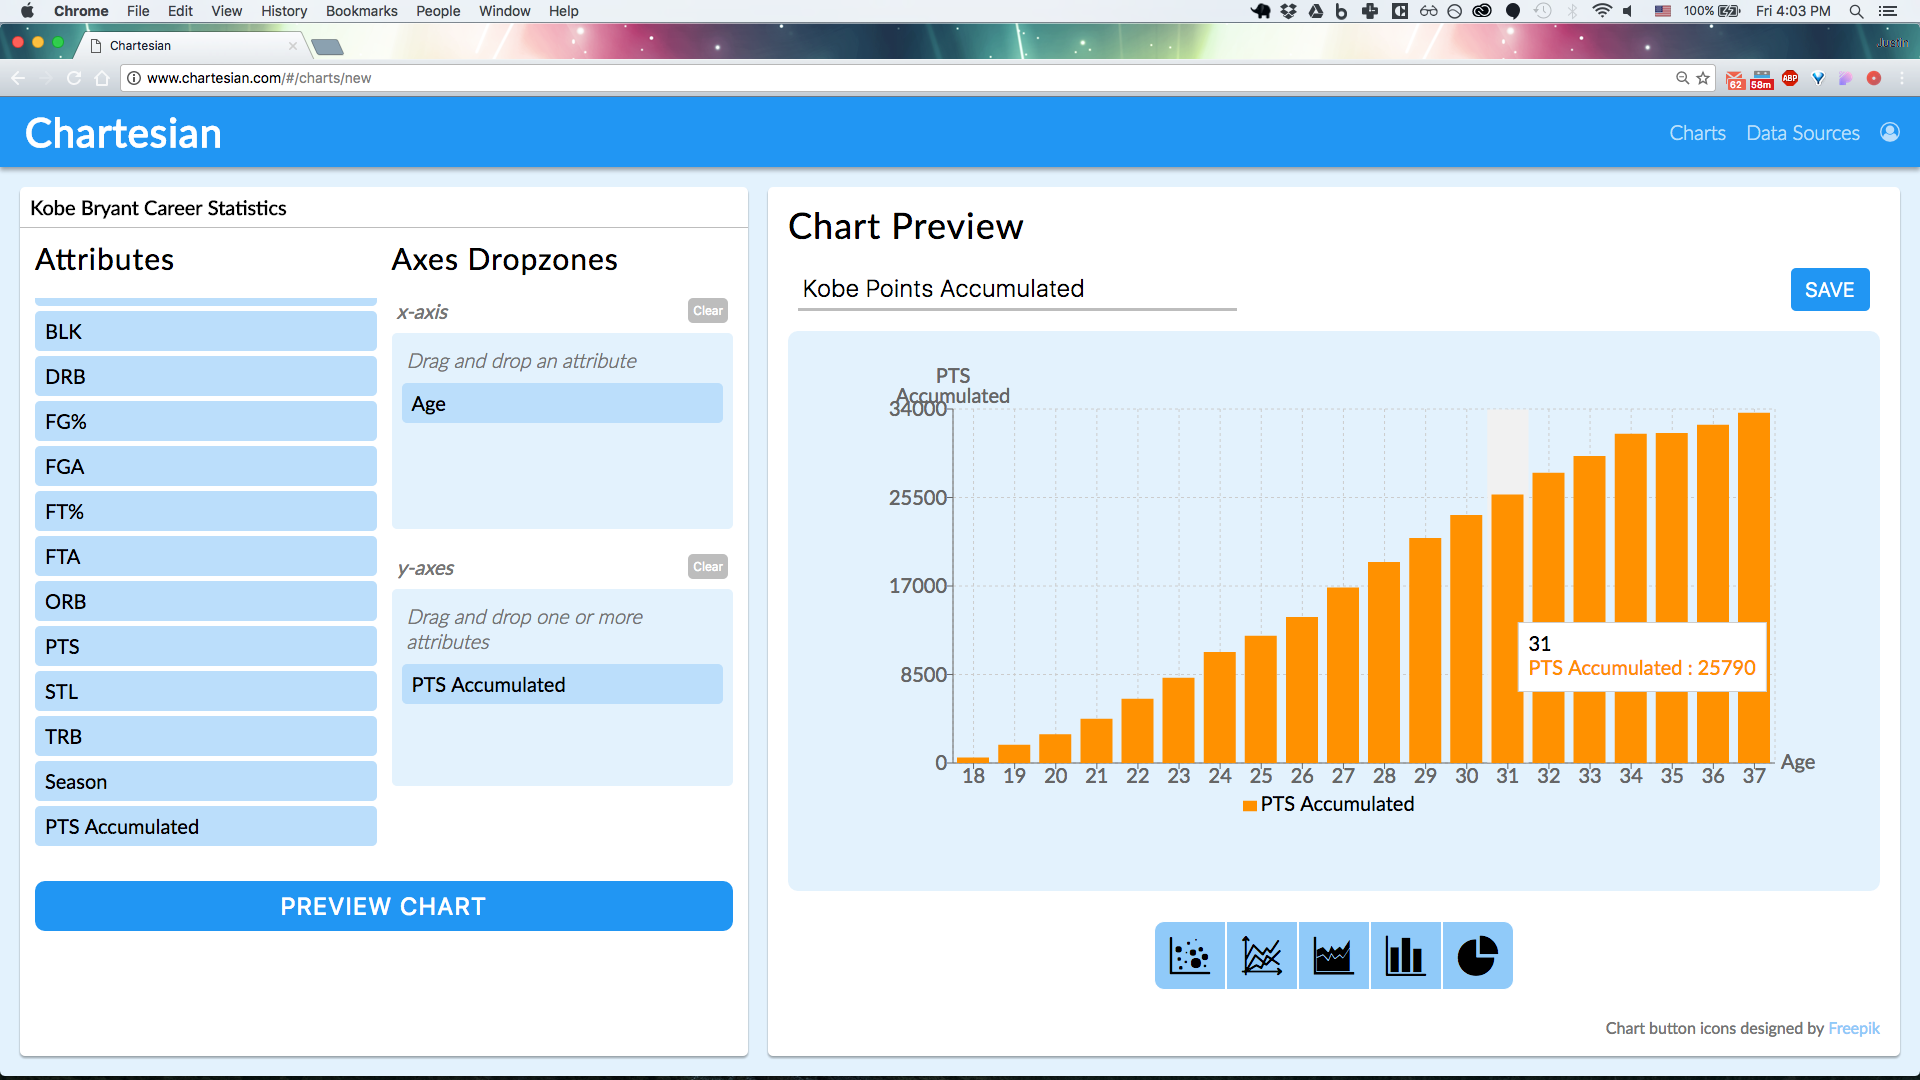 Chrome File Edit View History Bookmarks People Window Help 100% Fri 4:03 PM
Chartesian Justin
www.chartesian.com/#/charts/new 62 58m ABP
Chartesian Charts Data Sources
Kobe Bryant Career Statistics
Attributes
BLK
DRB
FG%
FGA
FT%
FTA
ORB
PTS
STL
TRB
Season
PTS Accumulated
Axes Dropzones
x-axis Clear
Drag and drop an attribute
Age
y-axes Clear
Drag and drop one or more
attributes
PTS Accumulated
PREVIEW CHART
Chart Preview
Kobe Points Accumulated SAVE
PTS
Accumulated
34000
25500
17000
8500
0
31
PTS Accumulated : 25790
18 19 20 21 22 23 24 25 26 27 28 29 30 31 32 33 34 35 36 37 Age
PTS Accumulated
Chart button icons designed by Freepik